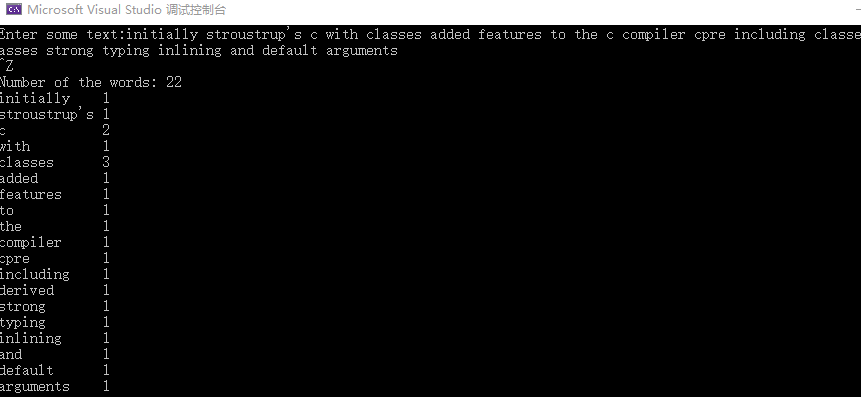 Microsoft Visual Studio 调试控制台
Enter some text:initially stroustrup's c with classes added features to the c compiler cpre including classe
asses strong typing inlining and default arguments
^Z
Number of the words: 22
initially 1
stroustrup's 1
c 2
with 1
classes 3
added 1
features 1
to 1
the 1
compiler 1
cpre 1
including 1
derived 1
strong 1
typing 1
inlining 1
and 1
default 1
arguments 1